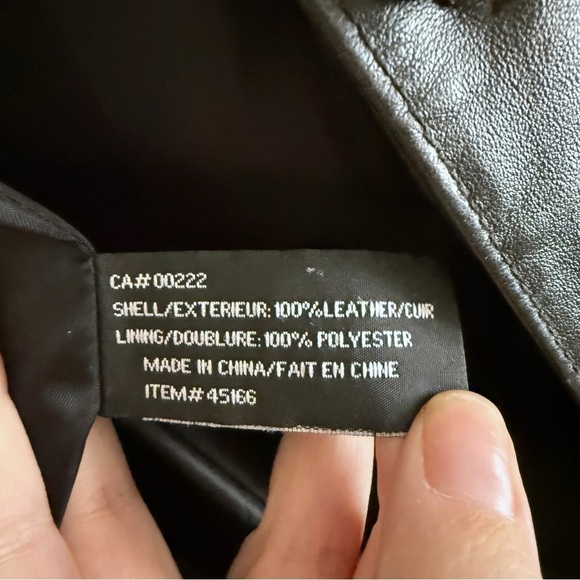 CA# 00222
SHELL/EXTERIEUR: 100% LEATHER/CUIR
LINING/DOUBLURE: 100% POLYESTER
MADE IN CHINA/FAIT EN CHINE
ITEM# 45166